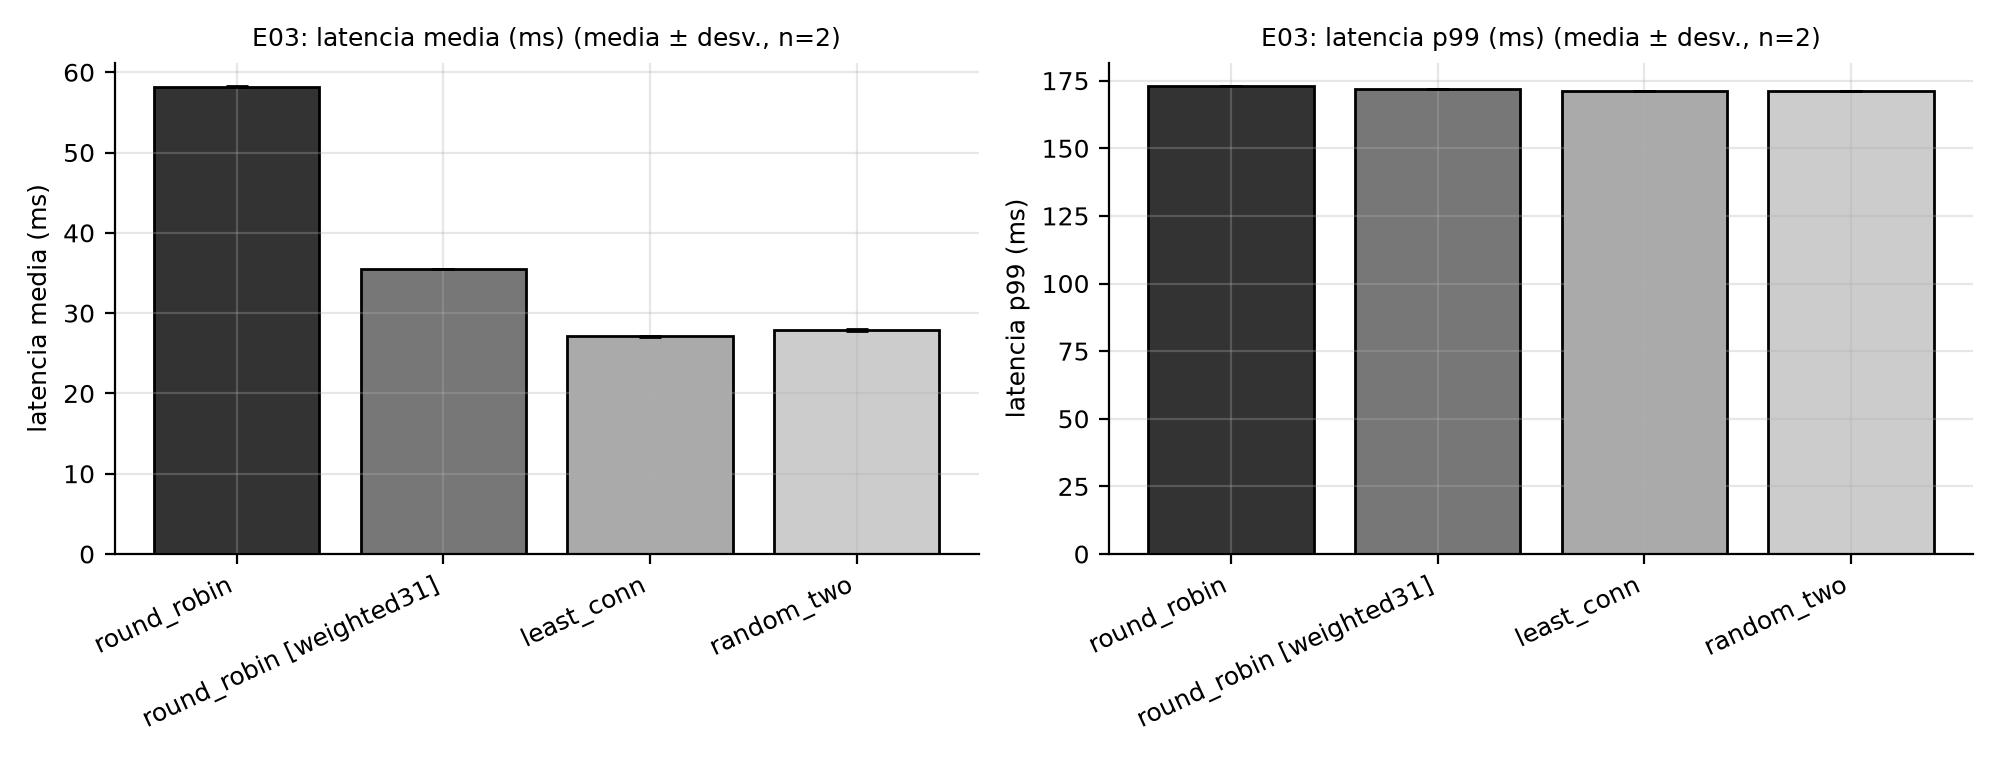 E03: latencia media (ms) (media ± desv., n=2)
latencia media (ms)
60
50
40
30
20
10
0
round_robin
round_robin [weighted31]
least_conn
random_two
E03: latencia p99 (ms) (media ± desv., n=2)
latencia p99 (ms)
175
150
125
100
75
50
25
0
round_robin
round_robin [weighted31]
least_conn
random_two